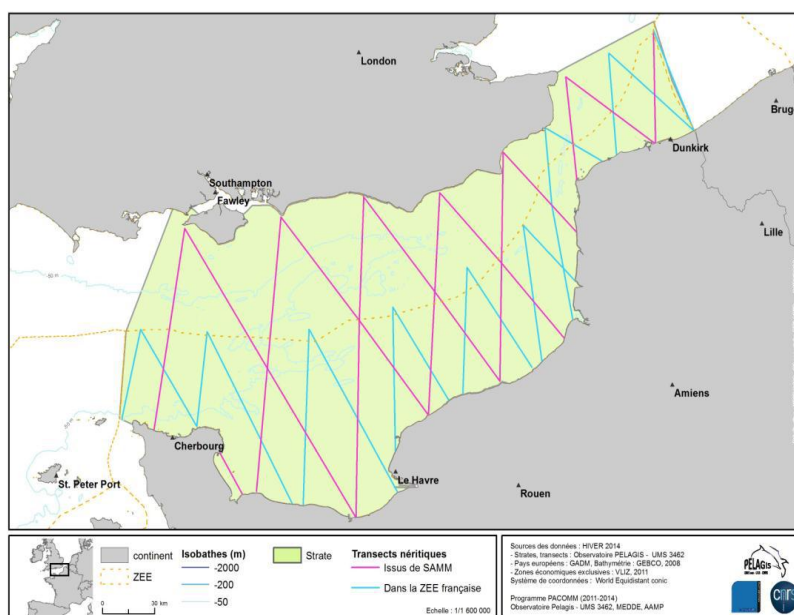 London
Bruge
Dunkirk
Southampton
Fawley
Lille
-50 m
Amiens
Cherbourg
St. Peter Port
Le Havre
Rouen
continent
ZEE
0
30 km
Isobathes (m)
-2000
-200
-50
Strate
Transects néritiques
Issus de SAMM
Dans la ZEE française
Echelle : 1/1 600 000
Sources des données : HIVER 2014
- Strates, transects : Observatoire PELAGIS - UMS 3462
- Pays européens : GADM, Bathymétrie : GEBCO, 2008
- Zones économiques exclusives : VLIZ, 2011
Système de coordonnées : World Equidistant conic
Programme PACOMM (2011-2014)
Observatoire Pelagis - UMS 3462, MEDDE, AAMP
PELAGIS
cnrs